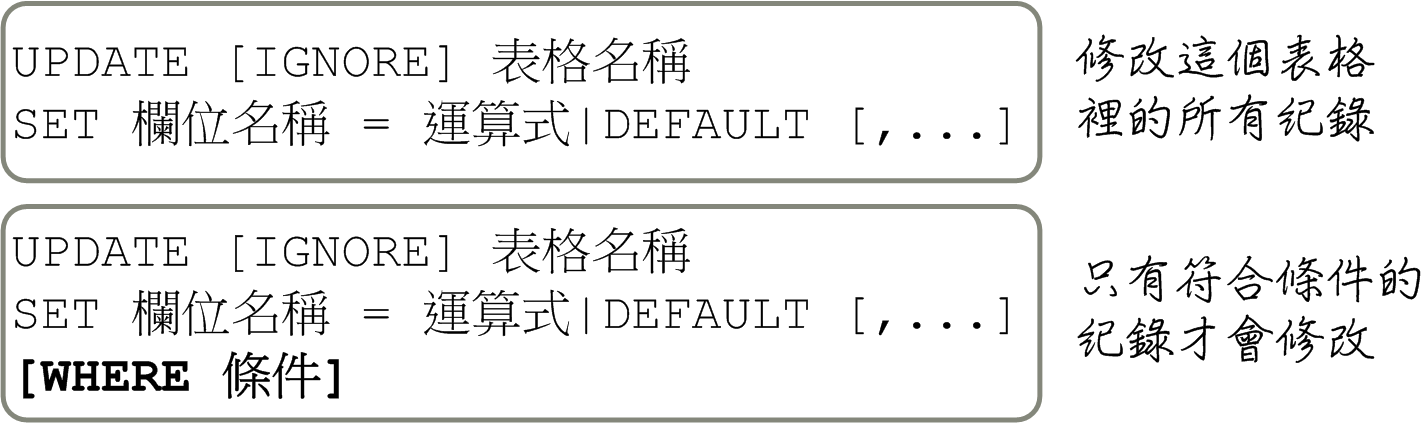 UPDATE [IGNORE] 表格名稱
SET 欄位名稱 = 運算式|DEFAULT [,...]
修改這個表格
裡的所有紀錄
UPDATE [IGNORE] 表格名稱
SET 欄位名稱 = 運算式|DEFAULT [,...]
[WHERE 條件]
只有符合條件的
紀錄才會修改